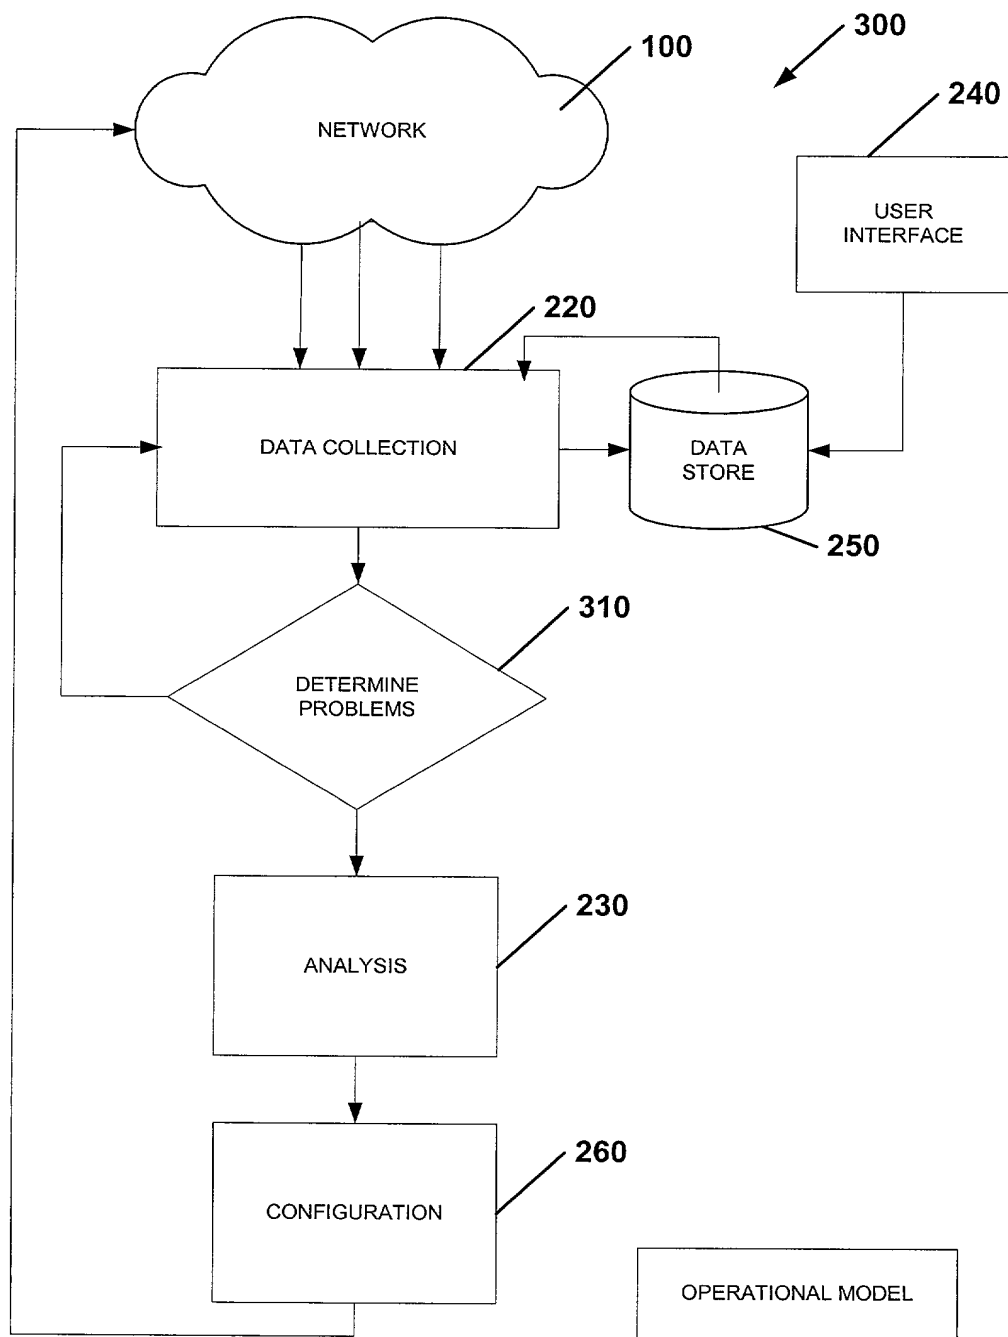 100
300
240
NETWORK
USER
INTERFACE
220
DATA COLLECTION
DATA
STORE
250
310
DETERMINE
PROBLEMS
230
ANALYSIS
260
CONFIGURATION
OPERATIONAL MODEL